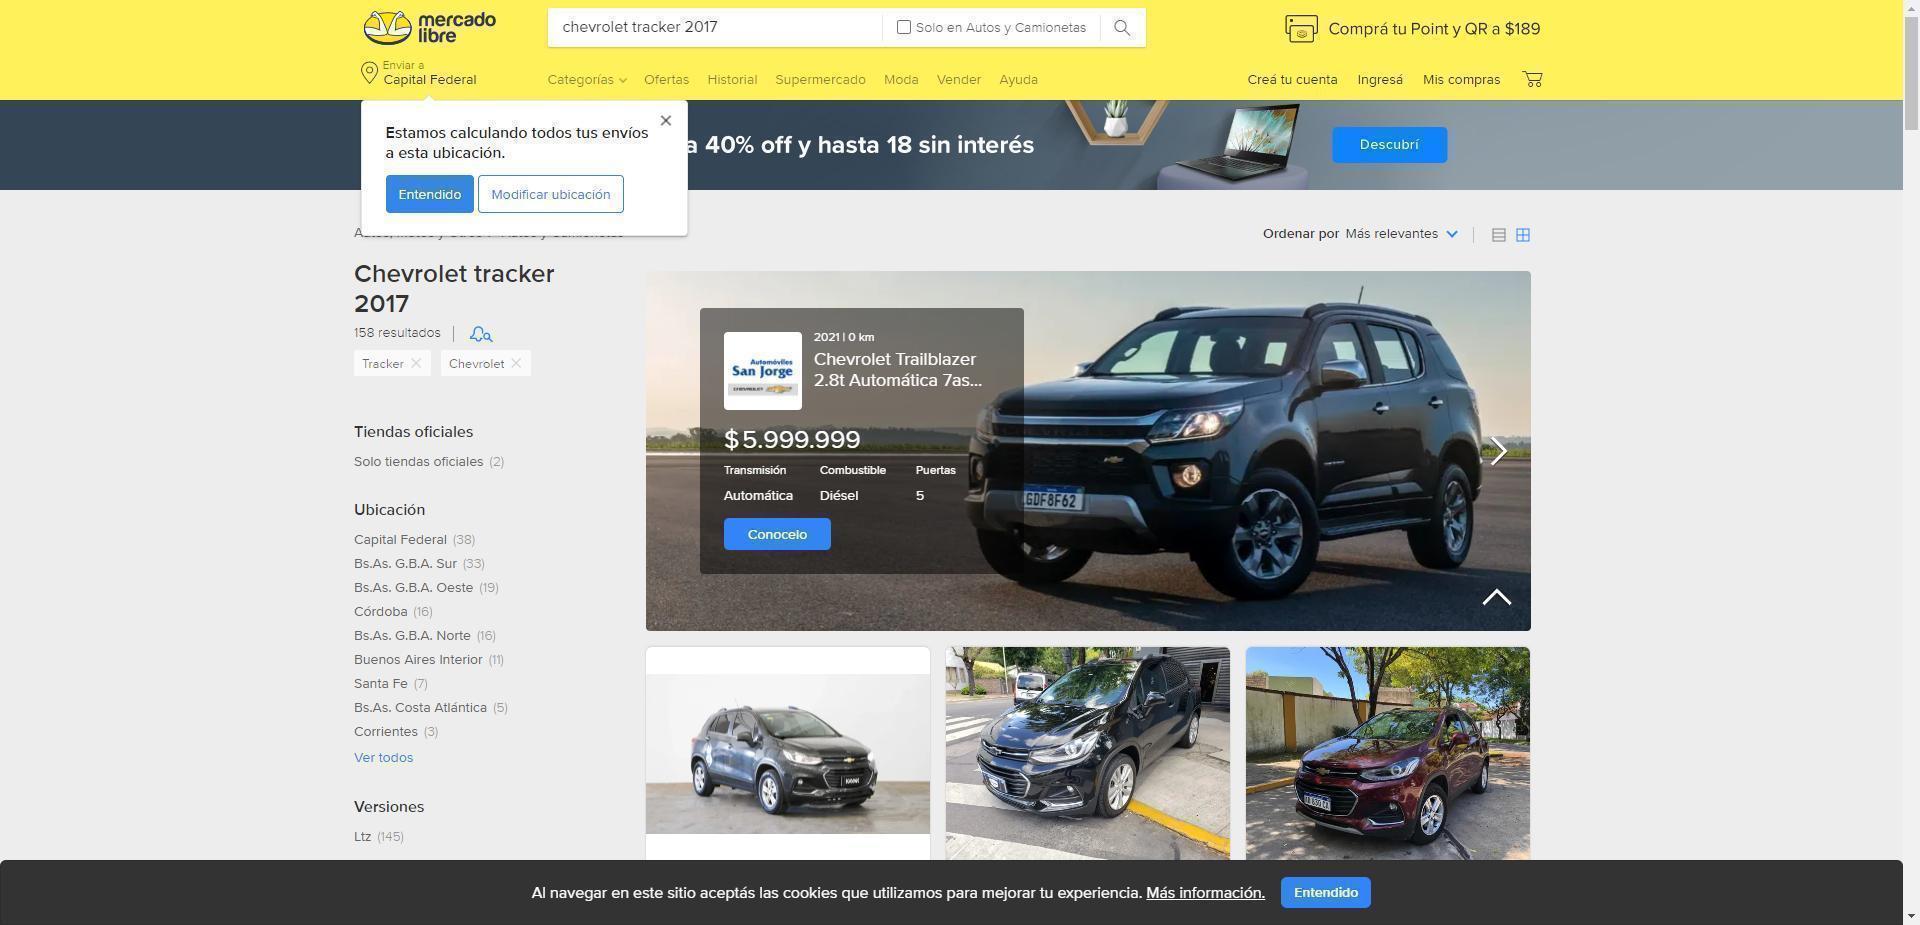 mercado
libre
chevrolet tracker 2017
Solo en Autos y Camionetas
Comprá tu Point y QR a $189
Enviar a
Capital Federal
Categorías
Ofertas
Historial
Supermercado
Moda
Vender
Ayuda
Creá tu cuenta
Ingresá
Mis compras
Estamos calculando todos tus envíos
a esta ubicación.
Entendido
Modificar ubicación
a 40% off y hasta 18 sin interés
Descubrí
Ordenar por Más relevantes
Chevrolet tracker
2017
158 resultados
Tracker
Chevrolet
Tiendas oficiales
Solo tiendas oficiales (2)
Ubicación
Capital Federal (38)
Bs.As. G.B.A. Sur (33)
Bs.As. G.B.A. Oeste (19)
Córdoba (16)
Bs.As. G.B.A. Norte (16)
Buenos Aires Interior (11)
Santa Fe (7)
Bs.As. Costa Atlántica (5)
Corrientes (3)
Ver todos
Versiones
Ltz (145)
Automóviles
San Jorge
CHEVROLET
2021 | 0 km
Chevrolet Trailblazer
2.8t Automática 7as...
$ 5.999.999
Transmisión Combustible Puertas
Automática Diésel 5
Conocelo
GDF8F62
KAVAK
Al navegar en este sitio aceptás las cookies que utilizamos para mejorar tu experiencia. Más información.
Entendido